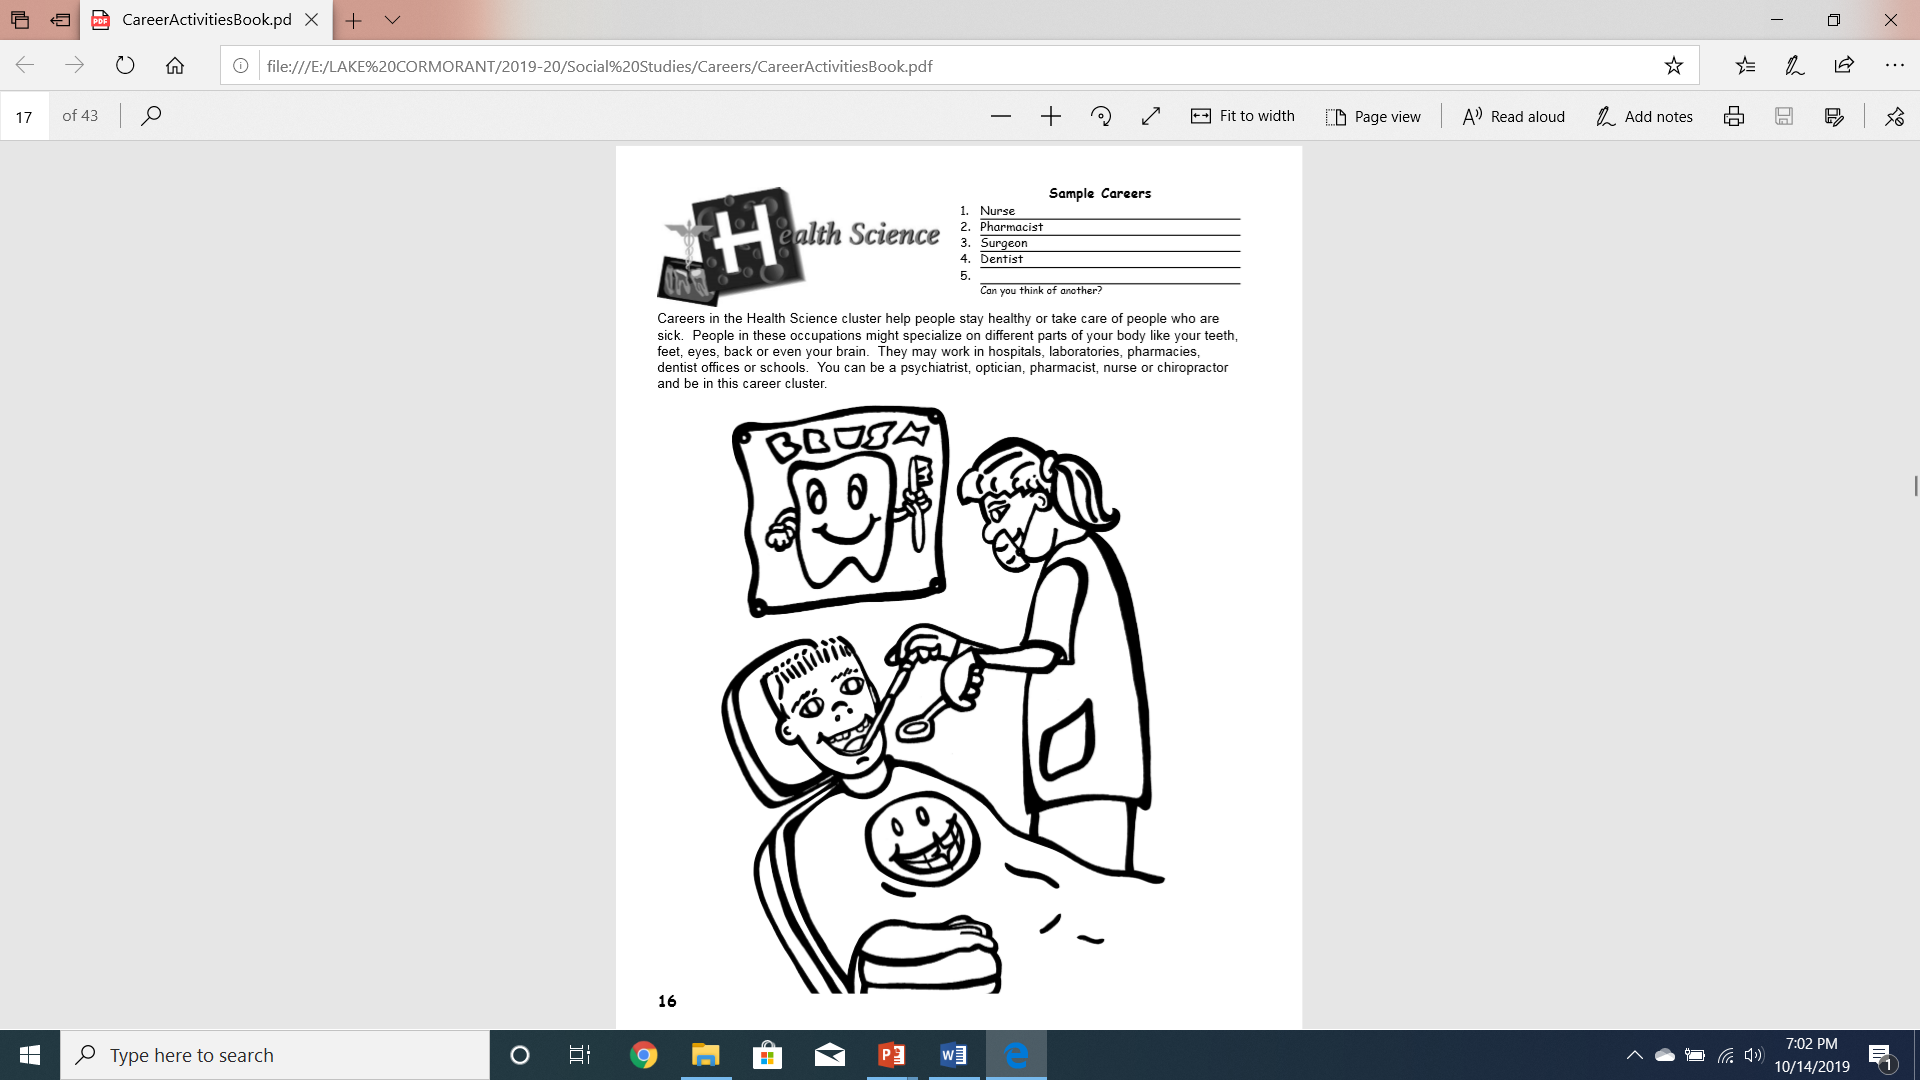 CareerActivitiesBook.pd
file:///E:/LAKE%20CORMORANT/2019-20/Social%20Studies/Careers/CareerActivitiesBook.pdf
17 of 43
Fit to width
Page view
Read aloud
Add notes
Health Science
Sample Careers
1. Nurse
2. Pharmacist
3. Surgeon
4. Dentist
5.
Can you think of another?
Careers in the Health Science cluster help people stay healthy or take care of people who are
sick. People in these occupations might specialize on different parts of your body like your teeth,
feet, eyes, back or even your brain. They may work in hospitals, laboratories, pharmacies,
dentist offices or schools. You can be a psychiatrist, optician, pharmacist, nurse or chiropractor
and be in this career cluster.
BRUSH
16
Type here to search
7:02 PM
10/14/2019
1